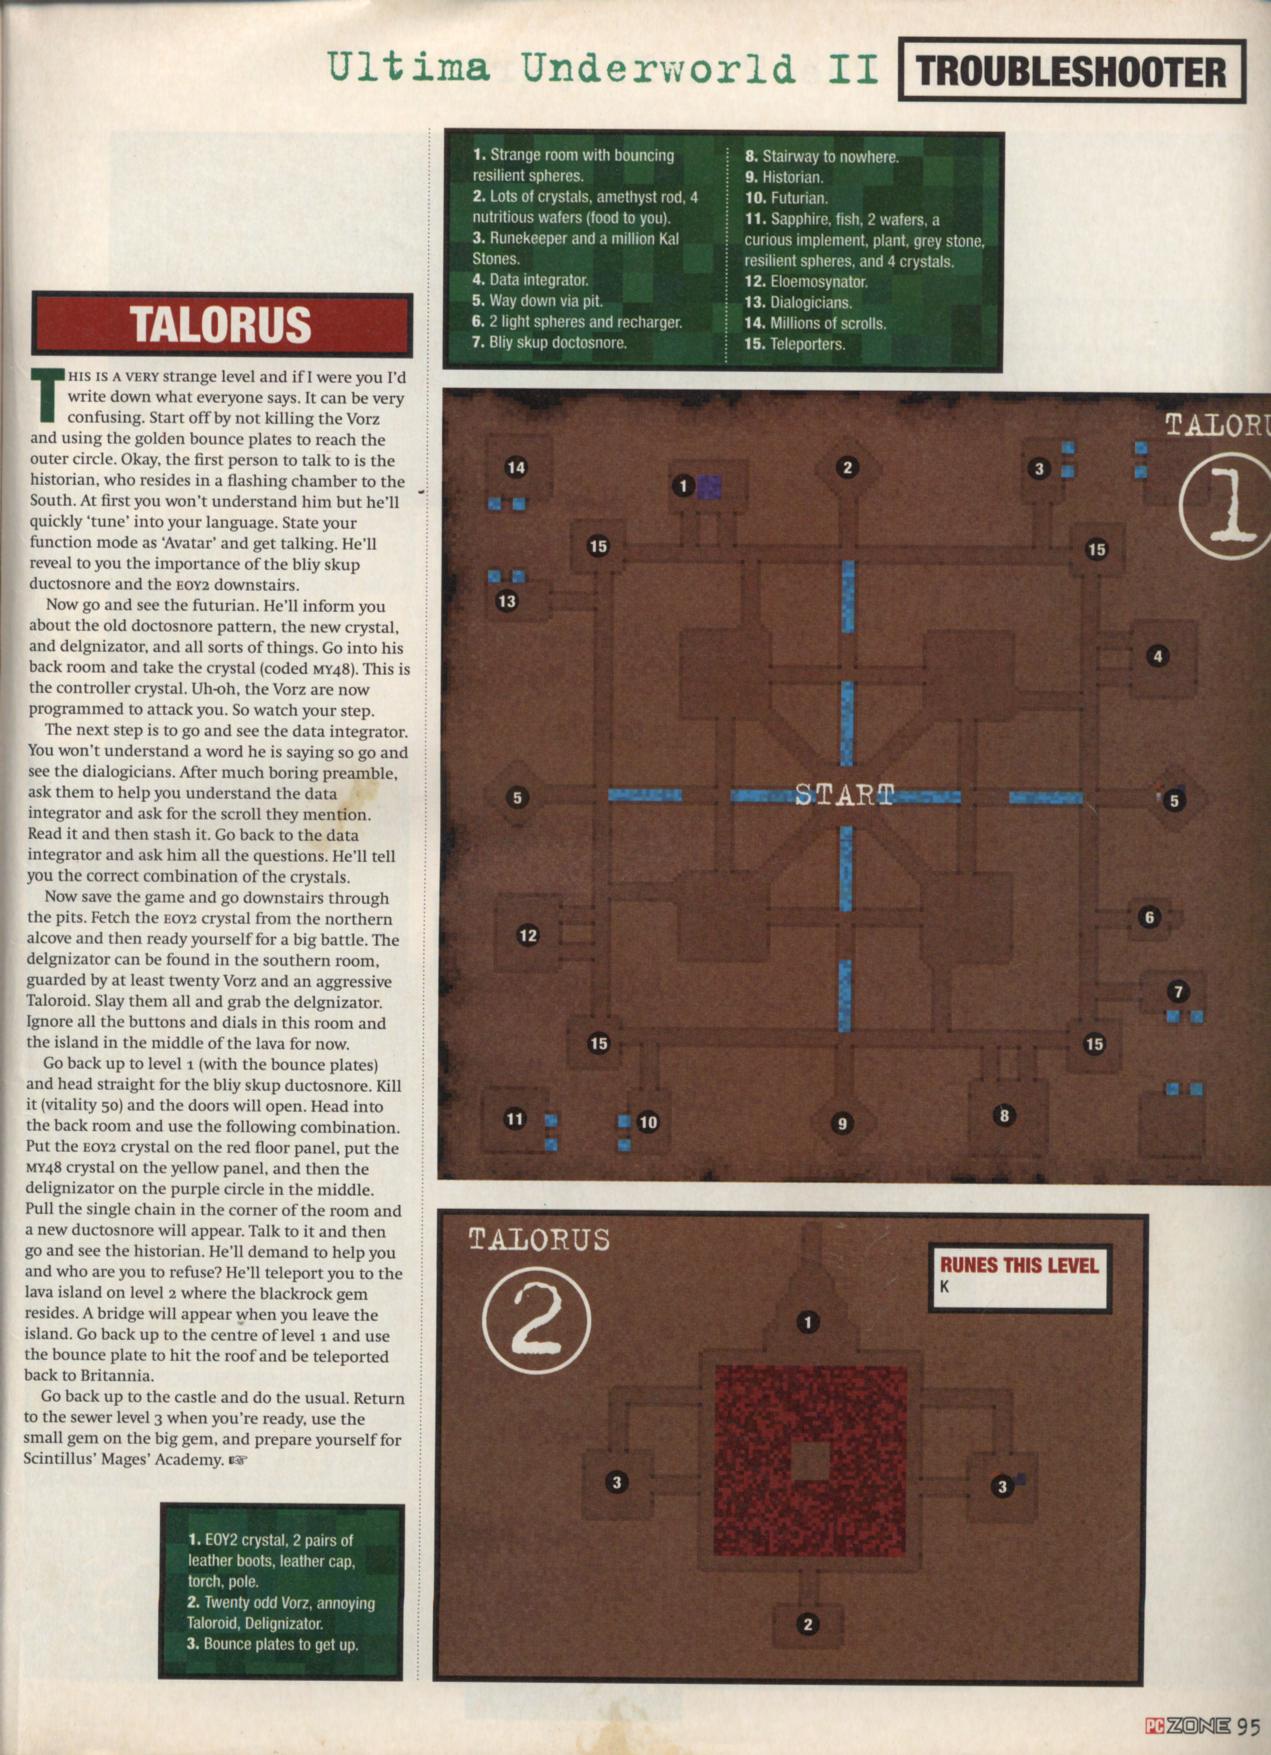 Ultima Underworld II
TROUBLESHOOTER
1. Strange room with bouncing
resilient spheres.
2. Lots of crystals, amethyst rod, 4
nutritious wafers (food to you).
3. Runekeeper and a million Kal
Stones.
4. Data integrator.
5. Way down via pit.
6. 2 light spheres and recharger.
7. Bliy skup doctosnore.
8. Stairway to nowhere.
9. Historian.
10. Futurian.
11. Sapphire, fish, 2 wafers, a
curious implement, plant, grey stone,
resilient spheres, and 4 crystals.
12. Eloemosynator.
13. Dialogicians.
14. Millions of scrolls.
15. Teleporters.
TALORUS
THIS IS A VERY strange level and if I were you I'd
write down what everyone says. It can be very
confusing. Start off by not killing the Vorz
and using the golden bounce plates to reach the
outer circle. Okay, the first person to talk to is the
historian, who resides in a flashing chamber to the
South. At first you won't understand him but he'll
quickly 'tune' into your language. State your
function mode as 'Avatar' and get talking. He'll
reveal to you the importance of the bliy skup
ductosnore and the EOY2 downstairs.
Now go and see the futurian. He'll inform you
about the old doctosnore pattern, the new crystal,
and delgnizator, and all sorts of things. Go into his
back room and take the crystal (coded MY48). This is
the controller crystal. Uh-oh, the Vorz are now
programmed to attack you. So watch your step.
The next step is to go and see the data integrator.
You won't understand a word he is saying so go and
see the dialogicians. After much boring preamble,
ask them to help you understand the data
integrator and ask for the scroll they mention.
Read it and then stash it. Go back to the data
integrator and ask him all the questions. He'll tell
you the correct combination of the crystals.
Now save the game and go downstairs through
the pits. Fetch the EOY2 crystal from the northern
alcove and then ready yourself for a big battle. The
delgnizator can be found in the southern room,
guarded by at least twenty Vorz and an aggressive
Taloroid. Slay them all and grab the delgnizator.
Ignore all the buttons and dials in this room and
the island in the middle of the lava for now.
Go back up to level 1 (with the bounce plates)
and head straight for the bliy skup ductosnore. Kill
it (vitality 50) and the doors will open. Head into
the back room and use the following combination.
Put the EOY2 crystal on the red floor panel, put the
MY48 crystal on the yellow panel, and then the
delignizator on the purple circle in the middle.
Pull the single chain in the corner of the room and
a new ductosnore will appear. Talk to it and then
go and see the historian. He'll demand to help you
and who are you to refuse? He'll teleport you to the
lava island on level 2 where the blackrock gem
resides. A bridge will appear when you leave the
island. Go back up to the centre of level 1 and use
the bounce plate to hit the roof and be teleported
back to Britannia.
Go back up to the castle and do the usual. Return
to the sewer level 3 when you're ready, use the
small gem on the big gem, and prepare yourself for
Scintillus' Mages' Academy. ☞
1. EOY2 crystal, 2 pairs of
leather boots, leather cap,
torch, pole.
2. Twenty odd Vorz, annoying
Taloroid, Delignizator.
3. Bounce plates to get up.
TALORU
1
14
1
2
3
15
15
13
4
5
START
5
12
6
7
15
15
11
10
9
8
TALORUS
2
RUNES THIS LEVEL
K
1
3
3
2
PC ZONE 95